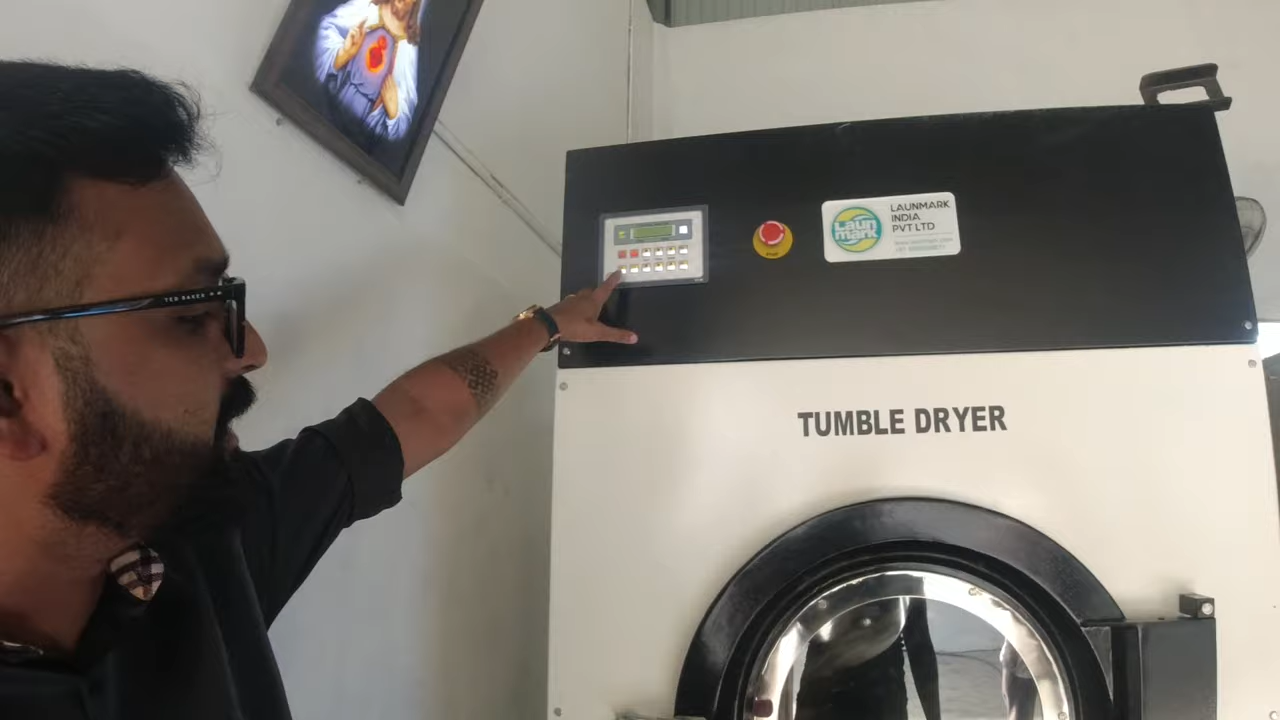 Laun
mark
LAUNMARK
INDIA
PVT LTD
TED BAKER
TUMBLE DRYER